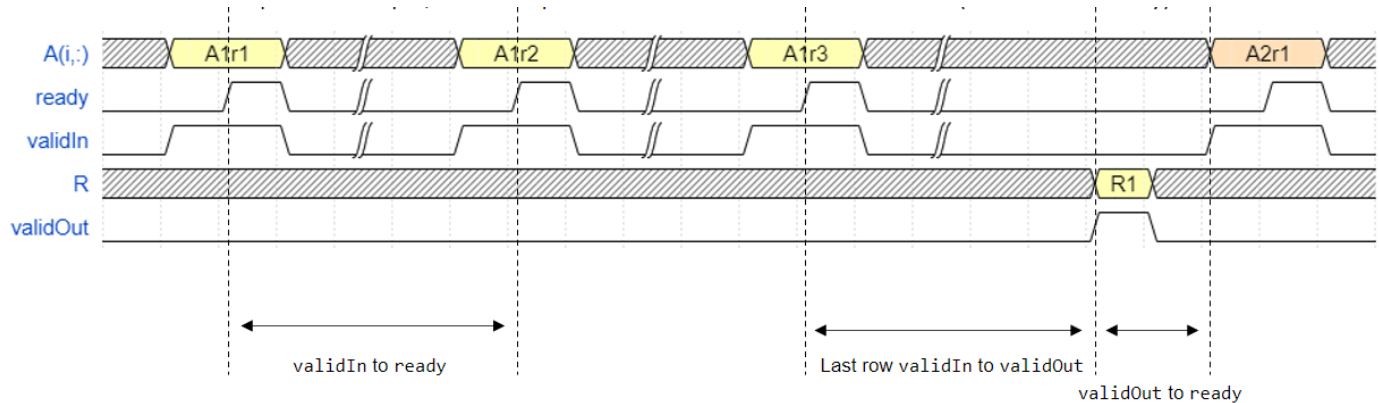 A(i,:) A1r1 A1r2 A1r3 A2r1
ready
validIn
R R1
validOut
validIn to ready
Last row validIn to validOut
validOut to ready